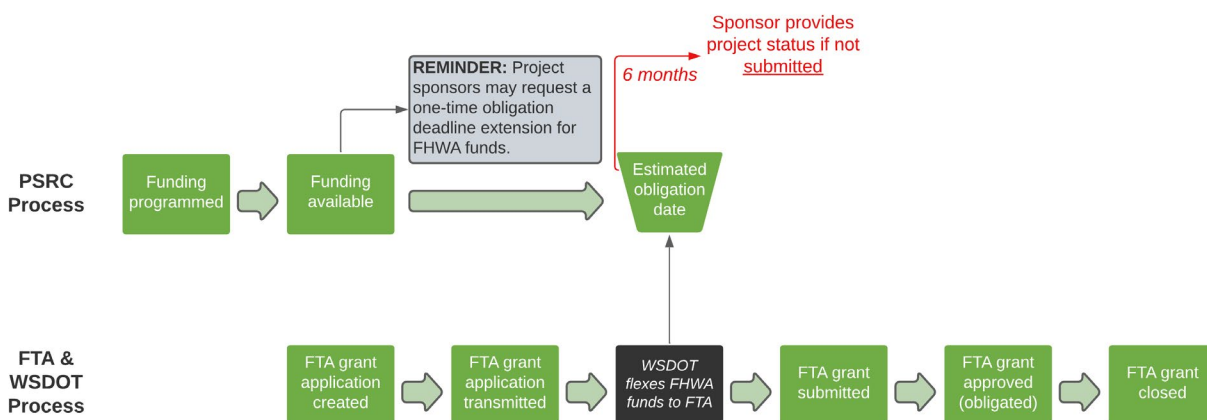 Sponsor provides
project status if not
submitted
6 months
REMINDER: Project
sponsors may request a
one-time obligation
deadline extension for
FHWA funds.
PSRC
Process
Funding
programmed
Funding
available
Estimated
obligation
date
FTA &
WSDOT
Process
FTA grant
application
created
FTA grant
application
transmitted
WSDOT
flexes FHWA
funds to FTA
FTA grant
submitted
FTA grant
approved
(obligated)
FTA grant
closed